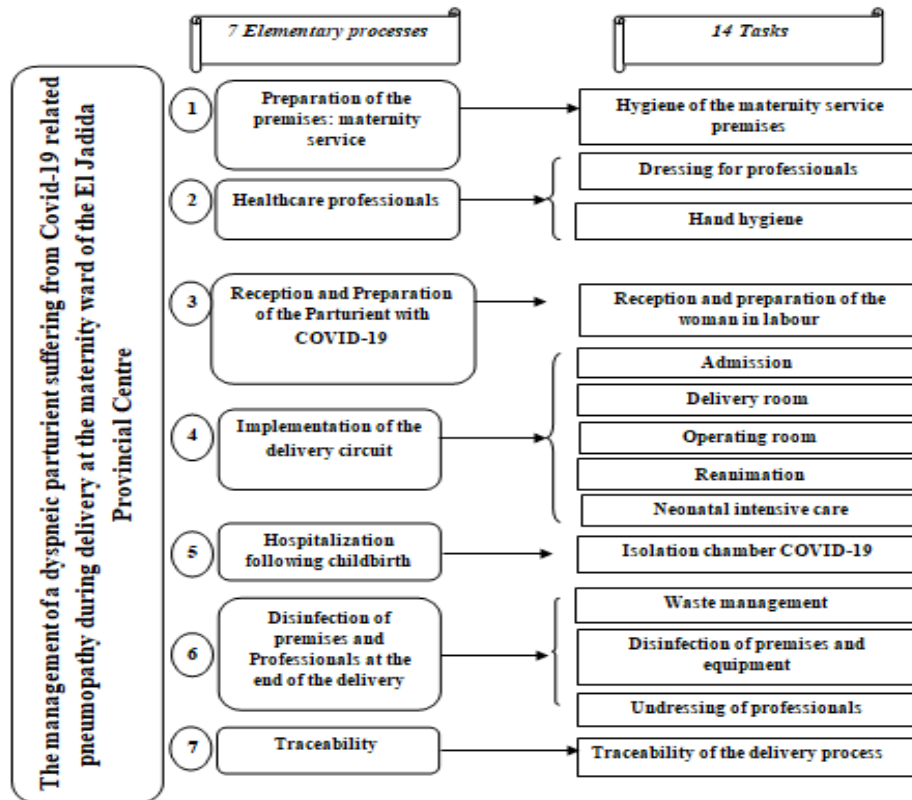 7 Elementary processes
14 Tasks
The management of a dyspneic parturient suffering from Covid-19 related
pneumopathy during delivery at the maternity ward of the El Jadida
Provincial Centre
1
Preparation of the
premises: maternity
service
Hygiene of the maternity service
premises
2
Healthcare professionals
Dressing for professionals
Hand hygiene
3
Reception and Preparation
of the Parturient with
COVID-19
Reception and preparation of the
woman in labour
4
Implementation of the
delivery circuit
Admission
Delivery room
Operating room
Reanimation
Neonatal intensive care
5
Hospitalization
following childbirth
Isolation chamber COVID-19
6
Disinfection of
premises and
Professionals at the
end of the delivery
Waste management
Disinfection of premises and
equipment
Undressing of professionals
7
Traceability
Traceability of the delivery process